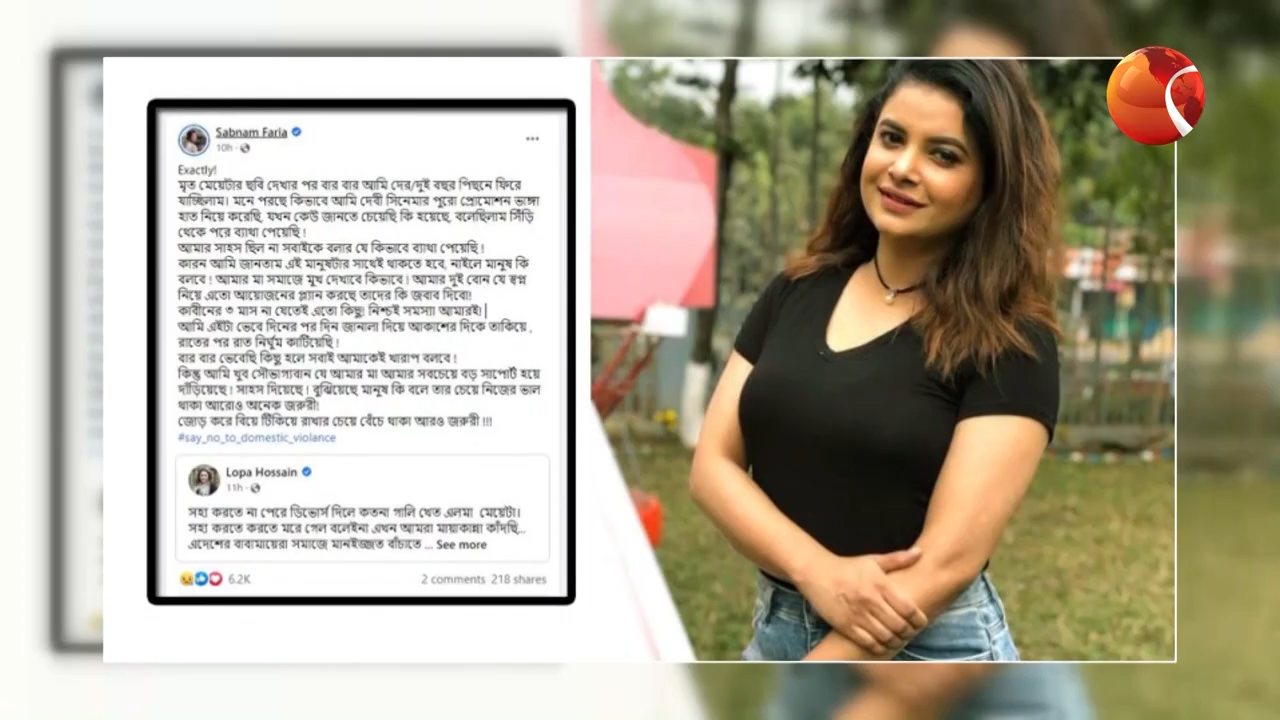 Sabnam Faria
10h
Exactly!
মৃত মেয়েটার ছবি দেখার পর বার বার আমি দের/দুই বছর পিছনে ফিরে
যাচ্ছিলাম। মনে পরছে কিভাবে আমি দেবী সিনেমার পুরো প্রোমোশন ভাঙ্গা
হাত নিয়ে করেছি, যখন কেউ জানতে চেয়েছি কি হয়েছে, বলেছিলাম সিঁড়ি
থেকে পরে ব্যাথা পেয়েছি !
আমার সাহস ছিল না সবাইকে বলার যে কিভাবে ব্যাথা পেয়েছি !
কারন আমি জানতাম এই মানুষটার সাথেই থাকতে হবে, নাইলে মানুষ কি
বলবে ! আমার মা সমাজে মুখ দেখাবে কিভাবে ! আমার দুই বোন যে স্বপ্ন
নিয়ে এতো আয়োজনের প্ল্যান করছে তাদের কি জবাব দিবো!
কাবীনের ৩ মাস না যেতেই এতো কিছু! নিশ্চই সমস্যা আমারই!
আমি এইটা ভেবে দিনের পর দিন জানালা দিয়ে আকাশের দিকে তাকিয়ে ,
রাতের পর রাত নির্ঘুম কাটিয়েছি !
বার বার ভেবেছি কিছু হলে সবাই আমাকেই খারাপ বলবে !
কিন্তু আমি খুব সৌভাগ্যবান যে আমার মা আমার সবচেয়ে বড় সাপোর্ট হয়ে
দাঁড়িয়েছে ! সাহস দিয়েছে ! বুঝিয়েছে মানুষ কি বলে তার চেয়ে নিজের ভাল
থাকা আরোও অনেক জরুরী!
জোড় করে বিয়ে টিকিয়ে রাখার চেয়ে বেঁচে থাকা আরও জরুরী !!!
#say_no_to_domestic_violance
Lopa Hossain
11h
সহ্য করতে না পেরে ডিভোর্স দিলে কতনা গালি খেত এলমা মেয়েটা।
সহ্য করতে করতে মরে গেল বলেইনা এখন আমরা মায়াকান্না কাঁদছি...
এদেশের বাবামায়েরা সমাজে মানইজ্জত বাঁচাতে ... See more
6.2K
2 comments 218 shares